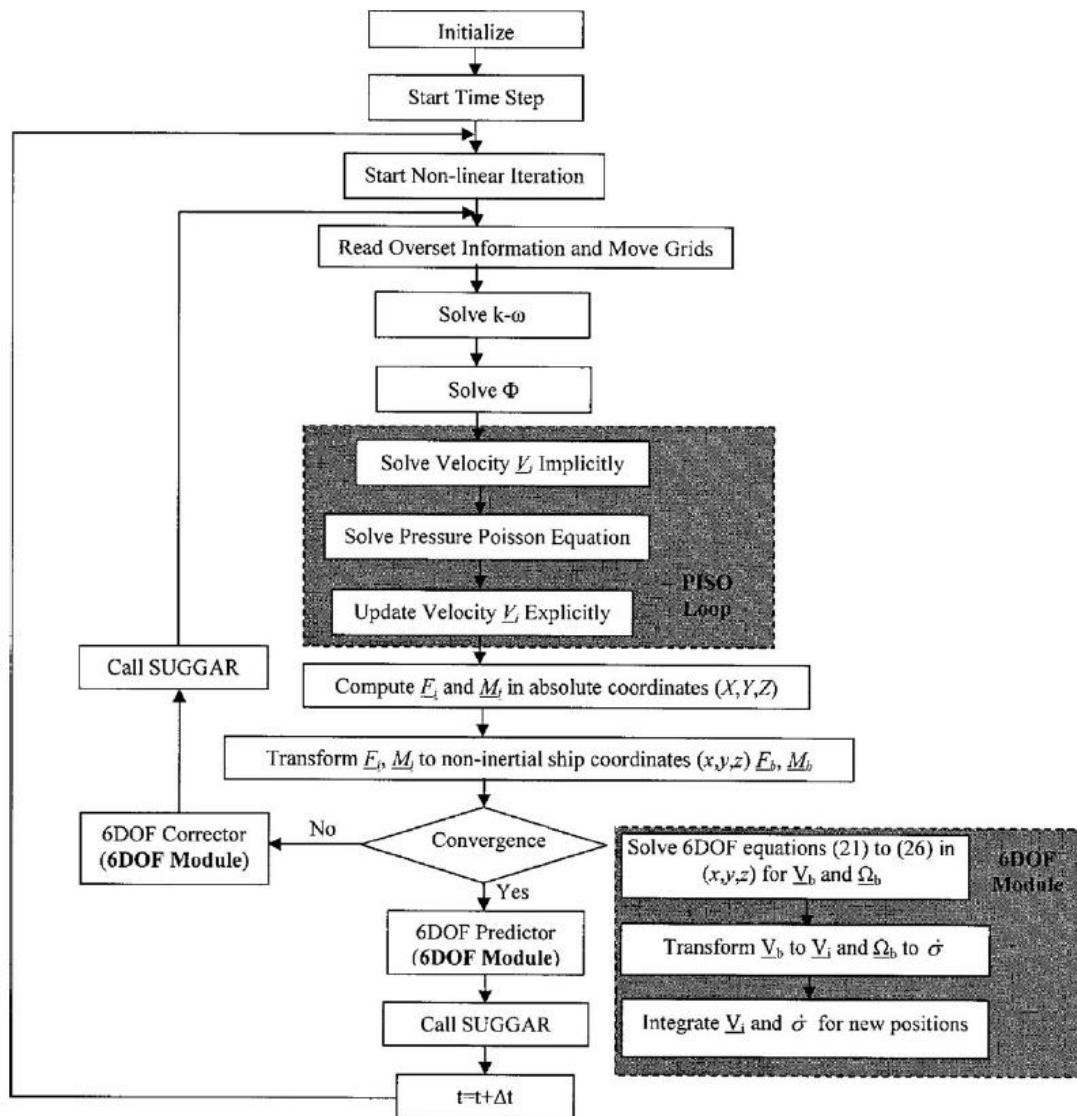 Initialize
Start Time Step
Start Non-linear Iteration
Read Overset Information and Move Grids
Solve k-ω
Solve Φ
Solve Velocity V_i Implicitly
Solve Pressure Poisson Equation
PISO
Loop
Update Velocity V_i Explicitly
Call SUGGAR
Compute F_i and M_i in absolute coordinates (X,Y,Z)
Transform F_i, M_i to non-inertial ship coordinates (x,y,z) F_b, M_b
6DOF Corrector
(6DOF Module)
No
Convergence
Yes
6DOF Predictor
(6DOF Module)
Call SUGGAR
t=t+Δt
Solve 6DOF equations (21) to (26) in
(x,y,z) for V_b and Ω_b
6DOF
Module
Transform V_b to V_i and Ω_b to σ̇
Integrate V_i and σ̇ for new positions